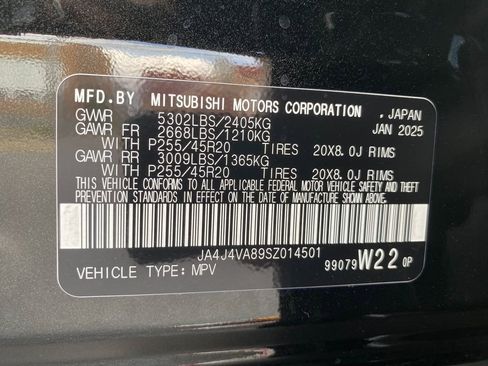 MFD.BY MITSUBISHI MOTORS CORPORATION , JAPAN
GVWR 5302LBS/2405KG JAN 2025
GAWR FR 2668LBS/1210KG
WITH P255/45R20 TIRES 20X8.0J RIMS
GAWR RR 3009LBS/1365KG
WITH P255/45R20 TIRES 20X8.0J RIMS
THIS VEHICLE CONFORMS TO ALL APPLICABLE FEDERAL MOTOR VEHICLE SAFETY AND THEFT
PREVENTION STANDARDS IN EFFECT ON THE DATE OF MANUFACTURE SHOWN ABOVE.
JA4J4VA89SZ014501
VEHICLE TYPE: MPV 99079W220P